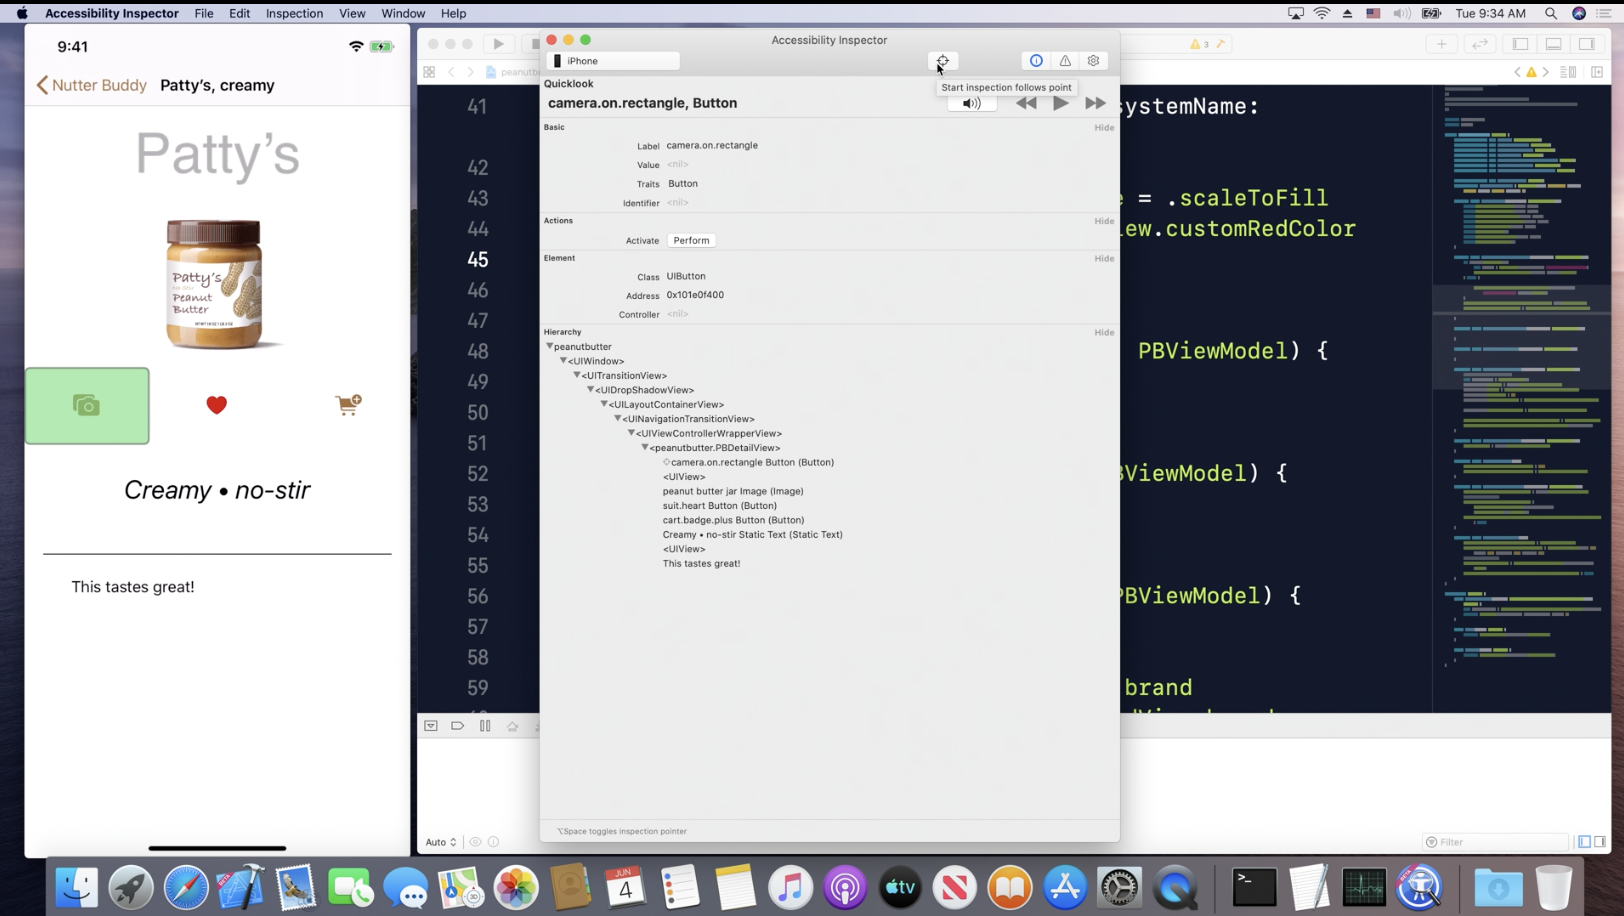 Accessibility Inspector File Edit Inspection View Window Help
Tue 9:34 AM
9:41
Nutter Buddy Patty's, creamy
Patty's
Patty's
Peanut
Butter
Creamy • no-stir
This tastes great!
Accessibility Inspector
iPhone
Start inspection follows point
Quicklook
camera.on.rectangle, Button
Basic Hide
Label camera.on.rectangle
Value <nil>
Traits Button
Identifier <nil>
Actions Hide
Activate Perform
Element Hide
Class UIButton
Address 0x101e0f400
Controller <nil>
Hierarchy Hide
peanutbutter
<UIWindow>
<UITransitionView>
<UIDropShadowView>
<UILayoutContainerView>
<UINavigationTransitionView>
<UIViewControllerWrapperView>
<peanutbutter.PBDetailView>
camera.on.rectangle Button (Button)
<UIView>
peanut butter jar Image (Image)
suit.heart Button (Button)
cart.badge.plus Button (Button)
Creamy • no-stir Static Text (Static Text)
<UIView>
This tastes great!
⌥Space toggles inspection pointer
3
peanutb
41 systemName:
42
43 = .scaleToFill
44 ew.customRedColor
45
46
47
48 PBViewModel) {
49
50
51
52 PBViewModel) {
53
54
55
56 PBViewModel) {
57
58
59 brand
Auto
Filter
JUN
4
tv